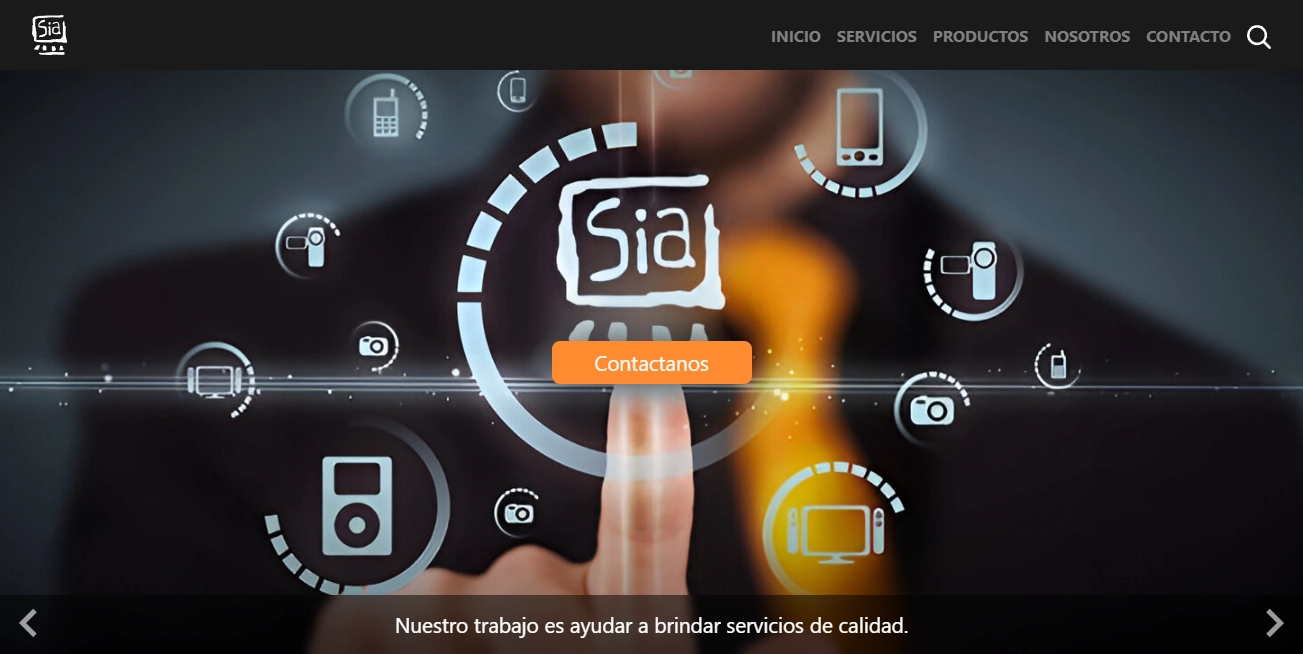 Sia
INICIO SERVICIOS PRODUCTOS NOSOTROS CONTACTO
Sia
Contactanos
Nuestro trabajo es ayudar a brindar servicios de calidad.